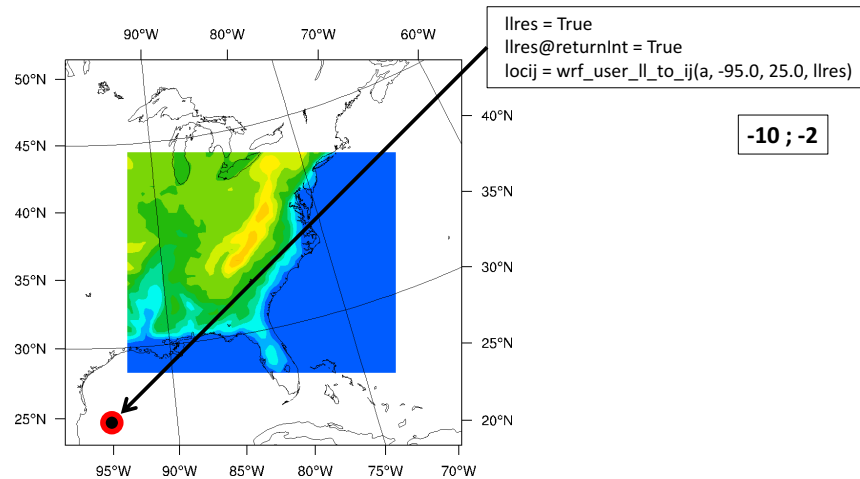 90°W 80°W 70°W 60°W
llres = True
llres@returnInt = True
locij = wrf_user_ll_to_ij(a, -95.0, 25.0, llres)
-10 ; -2
50°N
45°N
40°N
35°N
30°N
25°N
40°N
35°N
30°N
25°N
20°N
95°W 90°W 85°W 80°W 75°W 70°W